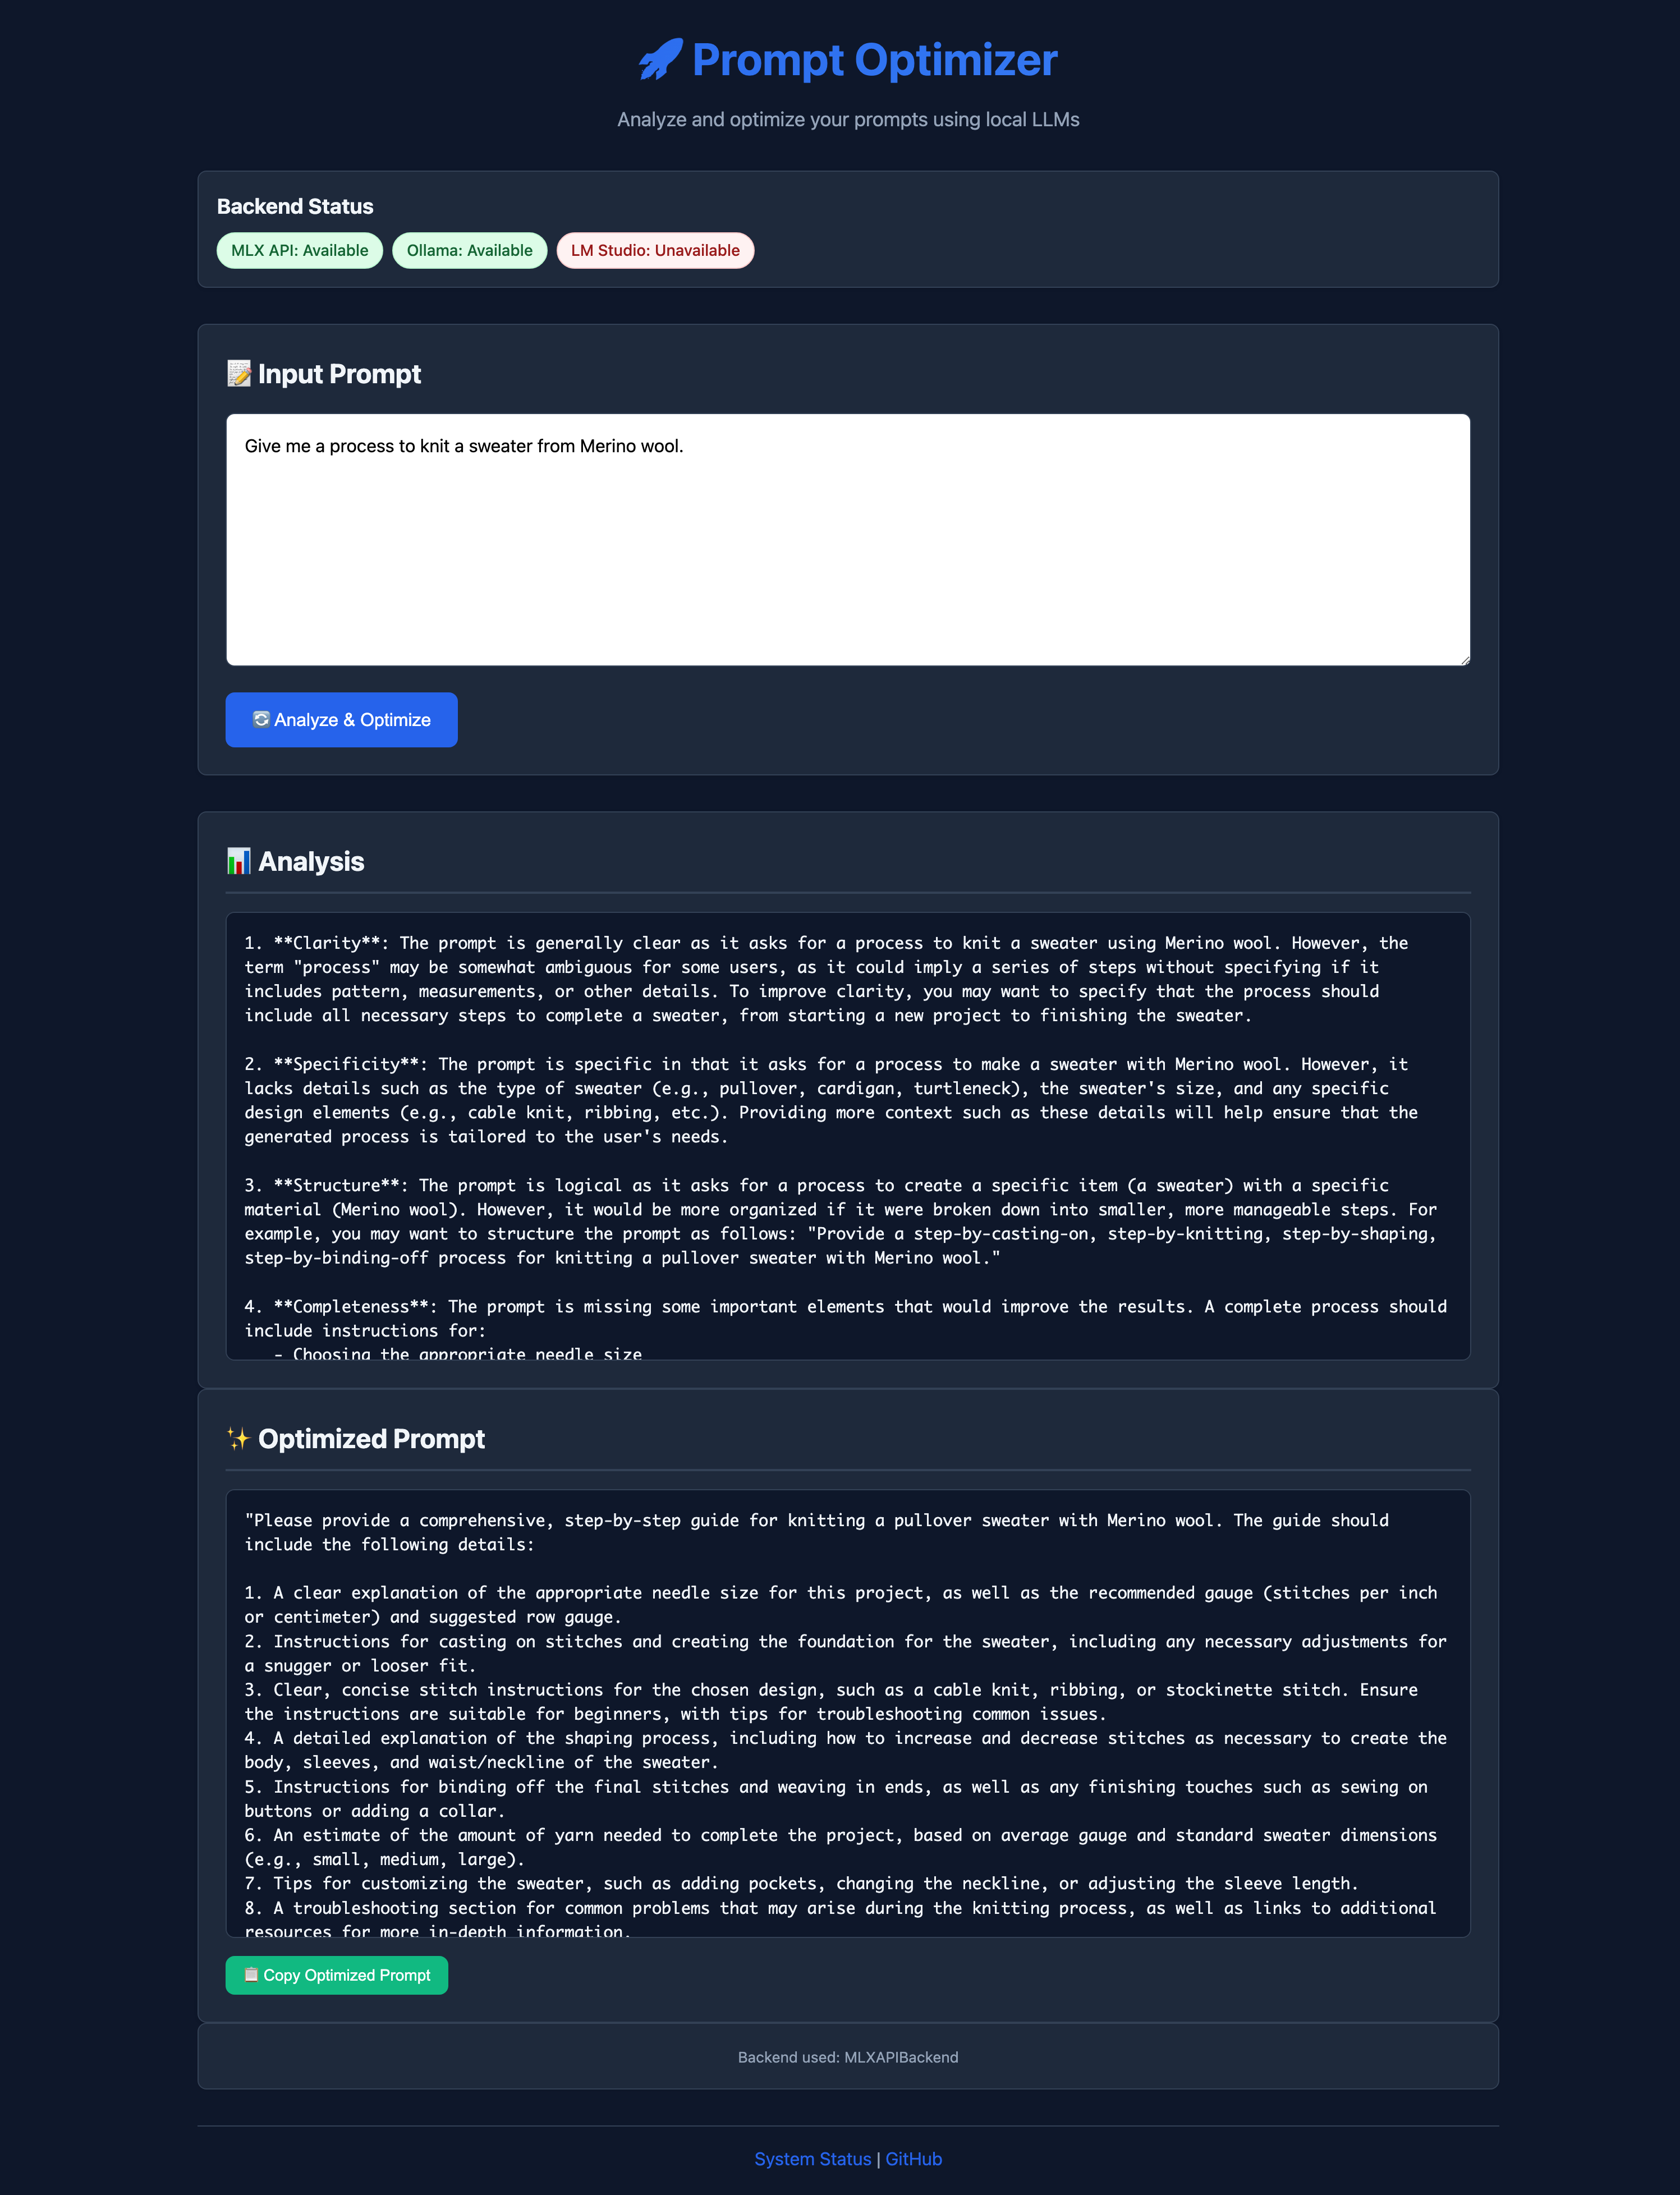 Prompt Optimizer
Analyze and optimize your prompts using local LLMs
Backend Status
MLX API: Available
Ollama: Available
LM Studio: Unavailable
Input Prompt
Give me a process to knit a sweater from Merino wool.
Analyze & Optimize
Analysis
1. **Clarity**: The prompt is generally clear as it asks for a process to knit a sweater using Merino wool. However, the
term "process" may be somewhat ambiguous for some users, as it could imply a series of steps without specifying if it
includes pattern, measurements, or other details. To improve clarity, you may want to specify that the process should
include all necessary steps to complete a sweater, from starting a new project to finishing the sweater.
2. **Specificity**: The prompt is specific in that it asks for a process to make a sweater with Merino wool. However, it
lacks details such as the type of sweater (e.g., pullover, cardigan, turtleneck), the sweater's size, and any specific
design elements (e.g., cable knit, ribbing, etc.). Providing more context such as these details will help ensure that the
generated process is tailored to the user's needs.
3. **Structure**: The prompt is logical as it asks for a process to create a specific item (a sweater) with a specific
material (Merino wool). However, it would be more organized if it were broken down into smaller, more manageable steps. For
example, you may want to structure the prompt as follows: "Provide a step-by-casting-on, step-by-knitting, step-by-shaping,
step-by-binding-off process for knitting a pullover sweater with Merino wool."
4. **Completeness**: The prompt is missing some important elements that would improve the results. A complete process should
include instructions for:
- Choosing the appropriate needle size
Optimized Prompt
"Please provide a comprehensive, step-by-step guide for knitting a pullover sweater with Merino wool. The guide should
include the following details:
1. A clear explanation of the appropriate needle size for this project, as well as the recommended gauge (stitches per inch
or centimeter) and suggested row gauge.
2. Instructions for casting on stitches and creating the foundation for the sweater, including any necessary adjustments for
a snugger or looser fit.
3. Clear, concise stitch instructions for the chosen design, such as a cable knit, ribbing, or stockinette stitch. Ensure
the instructions are suitable for beginners, with tips for troubleshooting common issues.
4. A detailed explanation of the shaping process, including how to increase and decrease stitches as necessary to create the
body, sleeves, and waist/neckline of the sweater.
5. Instructions for binding off the final stitches and weaving in ends, as well as any finishing touches such as sewing on
buttons or adding a collar.
6. An estimate of the amount of yarn needed to complete the project, based on average gauge and standard sweater dimensions
(e.g., small, medium, large).
7. Tips for customizing the sweater, such as adding pockets, changing the neckline, or adjusting the sleeve length.
8. A troubleshooting section for common problems that may arise during the knitting process, as well as links to additional
resources for more in-depth information.
Copy Optimized Prompt
Backend used: MLXAPIBackend
System Status | GitHub